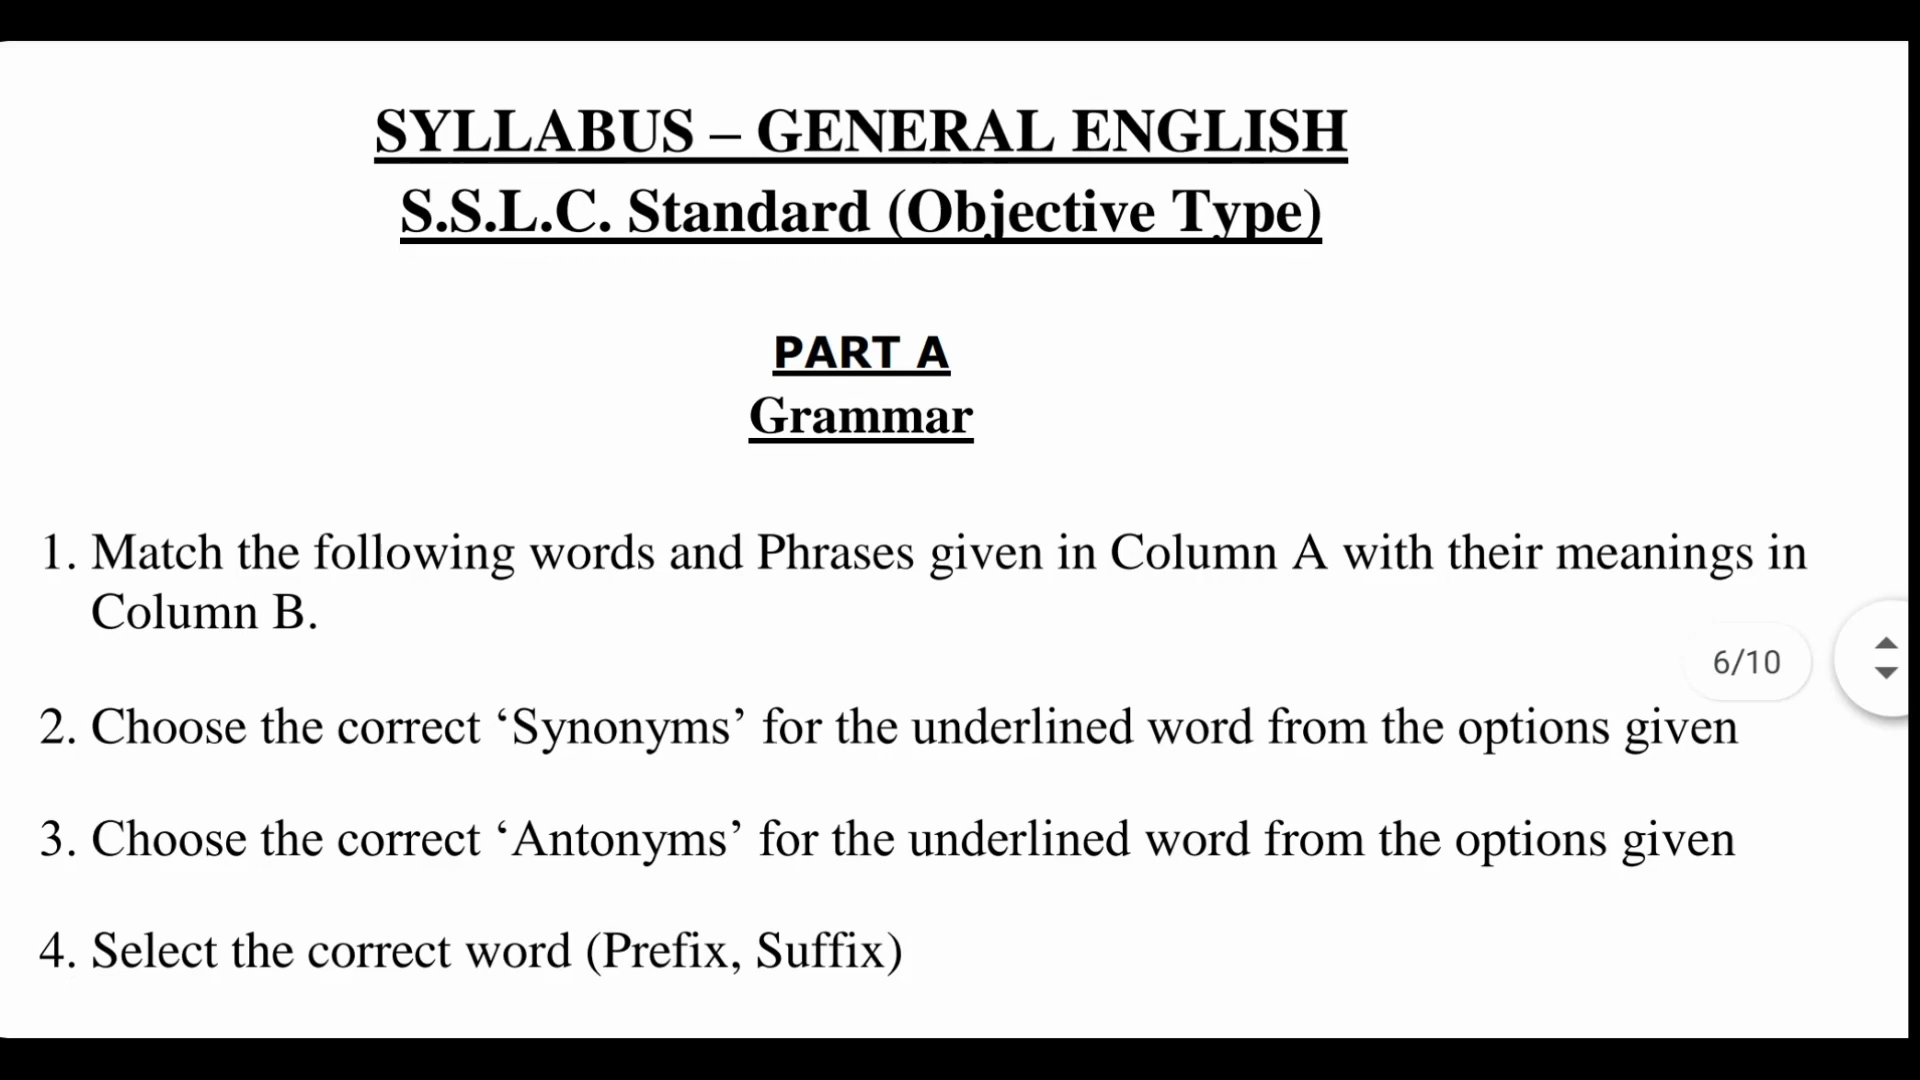 SYLLABUS – GENERAL ENGLISH
S.S.L.C. Standard (Objective Type)
PART A
Grammar
1. Match the following words and Phrases given in Column A with their meanings in
Column B.
6/10
2. Choose the correct ‘Synonyms’ for the underlined word from the options given
3. Choose the correct ‘Antonyms’ for the underlined word from the options given
4. Select the correct word (Prefix, Suffix)